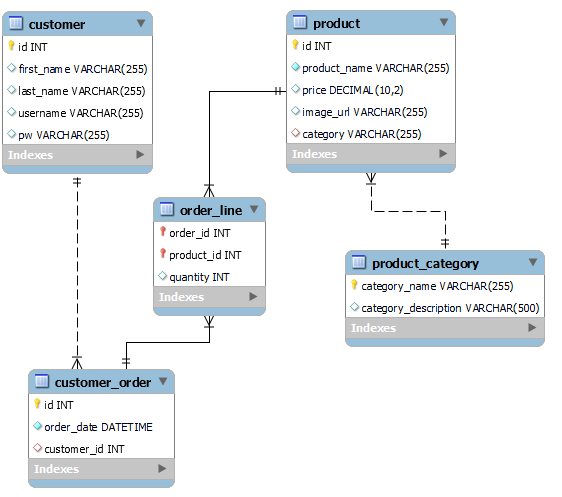 customer
id INT
first_name VARCHAR(255)
last_name VARCHAR(255)
username VARCHAR(255)
pw VARCHAR(255)
Indexes
product
id INT
product_name VARCHAR(255)
price DECIMAL(10,2)
image_url VARCHAR(255)
category VARCHAR(255)
Indexes
order_line
order_id INT
product_id INT
quantity INT
Indexes
product_category
category_name VARCHAR(255)
category_description VARCHAR(500)
Indexes
customer_order
id INT
order_date DATETIME
customer_id INT
Indexes